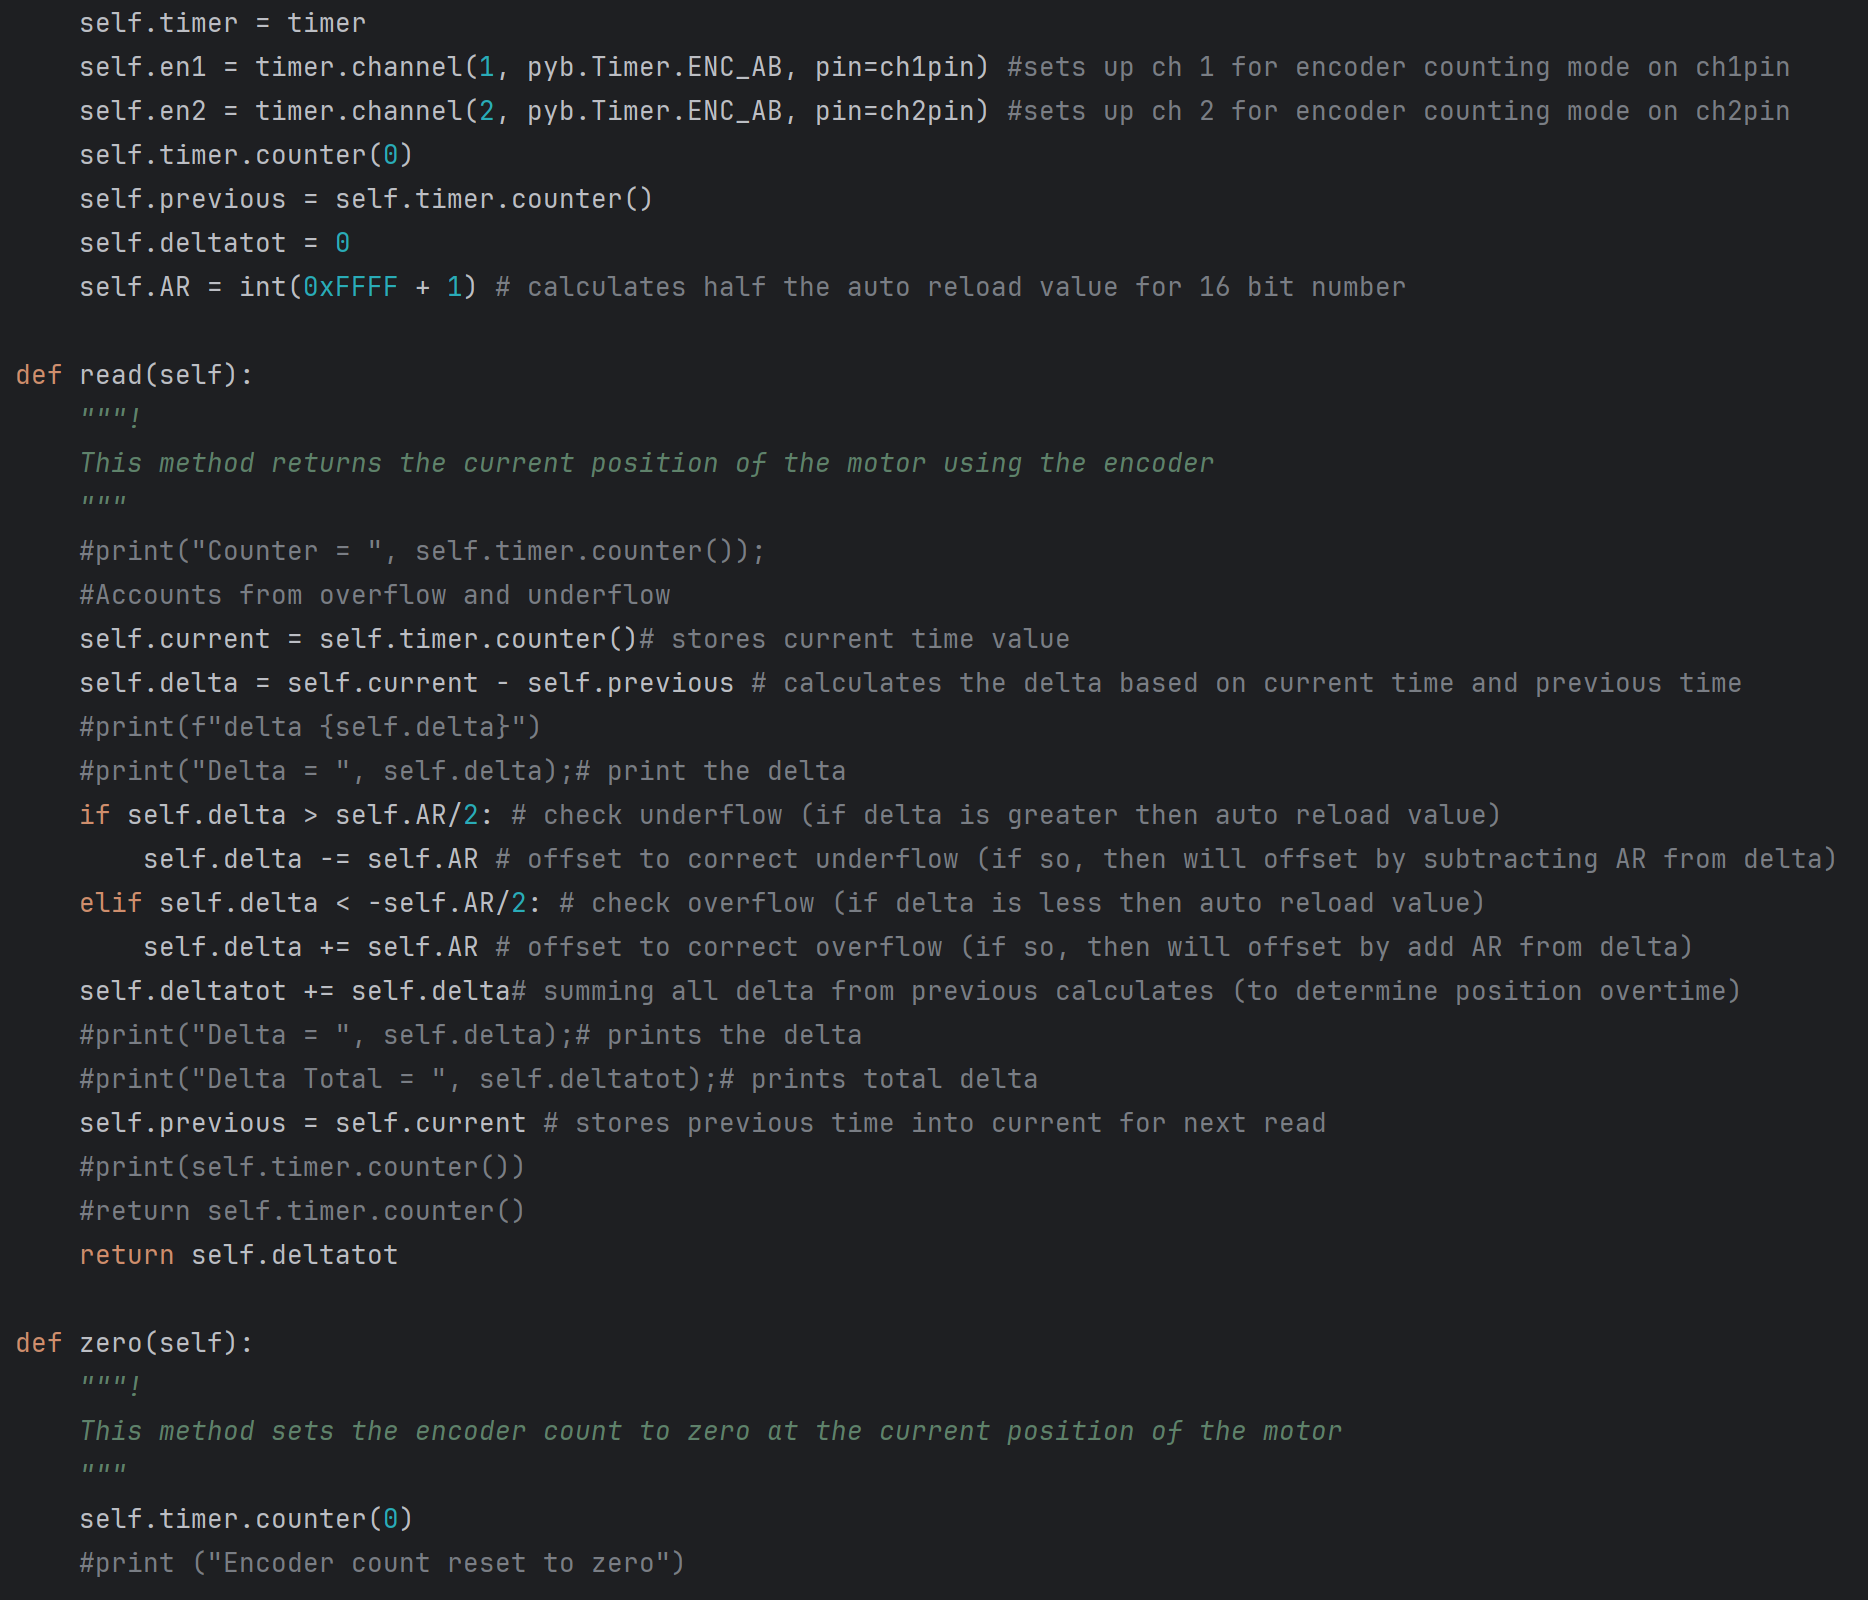 self.timer = timer
self.en1 = timer.channel(1, pyb.Timer.ENC_AB, pin=ch1pin) #sets up ch 1 for encoder counting mode on ch1pin
self.en2 = timer.channel(2, pyb.Timer.ENC_AB, pin=ch2pin) #sets up ch 2 for encoder counting mode on ch2pin
self.timer.counter(0)
self.previous = self.timer.counter()
self.deltatot = 0
self.AR = int(0xFFFF + 1) # calculates half the auto reload value for 16 bit number
def read(self):
"""!
This method returns the current position of the motor using the encoder
"""
#print("Counter = ", self.timer.counter());
#Accounts from overflow and underflow
self.current = self.timer.counter()# stores current time value
self.delta = self.current - self.previous # calculates the delta based on current time and previous time
#print(f"delta {self.delta}")
#print("Delta = ", self.delta);# print the delta
if self.delta > self.AR/2: # check underflow (if delta is greater then auto reload value)
self.delta -= self.AR # offset to correct underflow (if so, then will offset by subtracting AR from delta)
elif self.delta < -self.AR/2: # check overflow (if delta is less then auto reload value)
self.delta += self.AR # offset to correct overflow (if so, then will offset by add AR from delta)
self.deltatot += self.delta# summing all delta from previous calculates (to determine position overtime)
#print("Delta = ", self.delta);# prints the delta
#print("Delta Total = ", self.deltatot);# prints total delta
self.previous = self.current # stores previous time into current for next read
#print(self.timer.counter())
#return self.timer.counter()
return self.deltatot
def zero(self):
"""!
This method sets the encoder count to zero at the current position of the motor
"""
self.timer.counter(0)
#print ("Encoder count reset to zero")